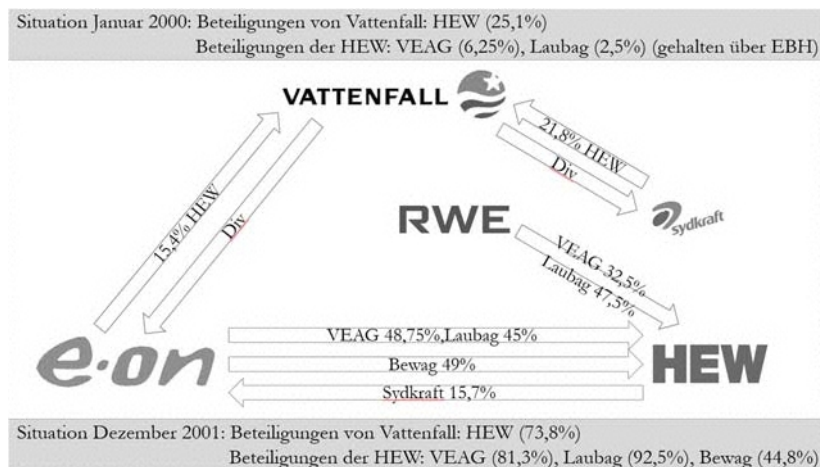 Situation Januar 2000: Beteiligungen von Vattenfall: HEW (25,1%)
Beteiligungen der HEW: VEAG (6,25%), Laubag (2,5%) (gehalten über EBH)
VATTENFALL
15,4% HEW
Div
21,8% HEW
Div
RWE
sydkraft
VEAG 32,5%
Laubag 47,5%
e·on
VEAG 48,75%,Laubag 45%
Bewag 49%
Sydkraft 15,7%
HEW
Situation Dezember 2001: Beteiligungen von Vattenfall: HEW (73,8%)
Beteiligungen der HEW: VEAG (81,3%), Laubag (92,5%), Bewag (44,8%)